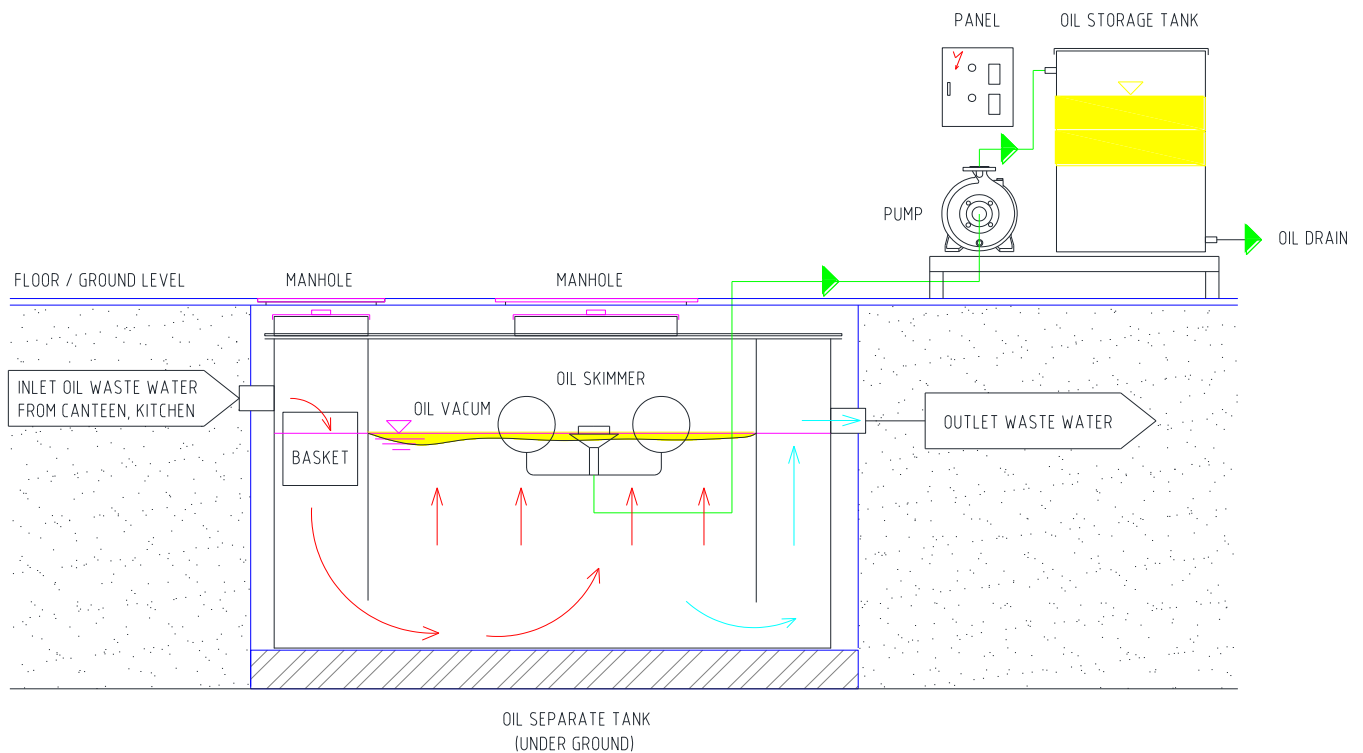 PANEL
OIL STORAGE TANK
PUMP
OIL DRAIN
FLOOR / GROUND LEVEL
MANHOLE
MANHOLE
INLET OIL WASTE WATER
FROM CANTEEN, KITCHEN
OIL SKIMMER
OIL VACUM
BASKET
OUTLET WASTE WATER
OIL SEPARATE TANK
(UNDER GROUND)